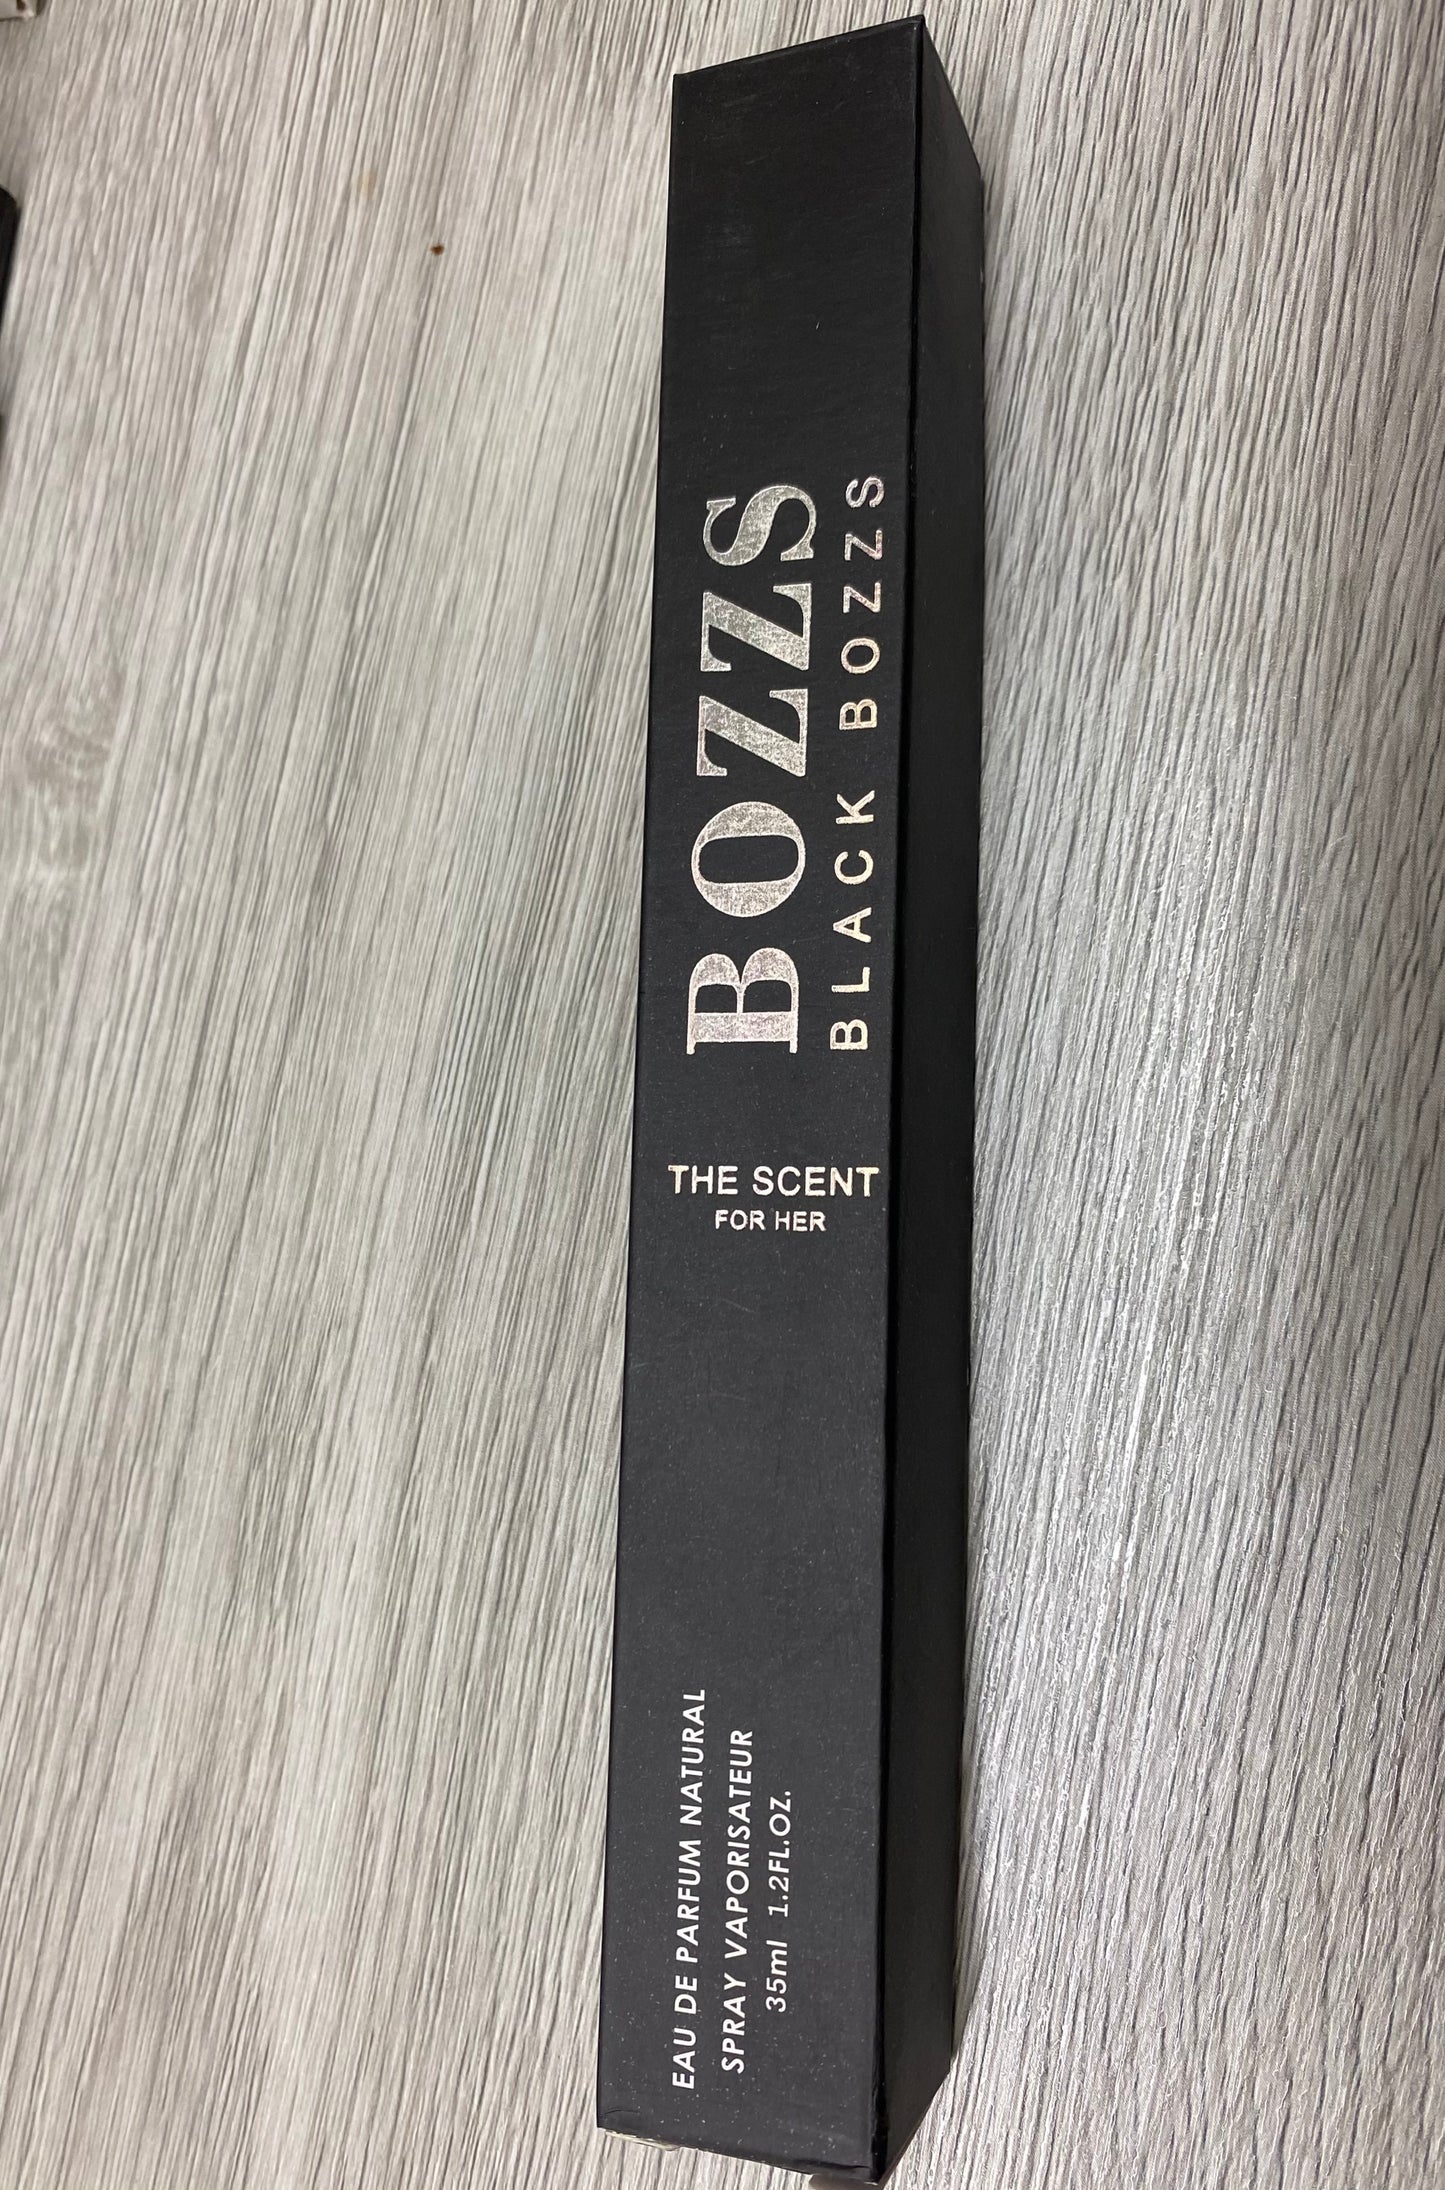 BOZZS
BLACK BOZZS
THE SCENT
FOR HER
EAU DE PARFUM NATURAL
SPRAY VAPORISATEUR
35ml 1.2FL.OZ.